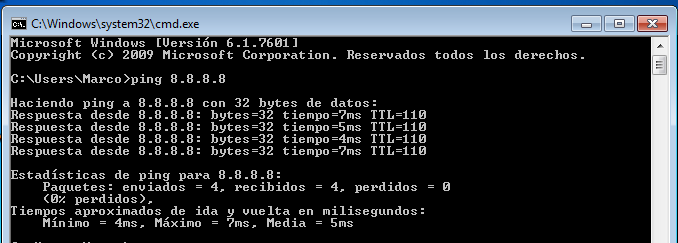 C:\Windows\system32\cmd.exe
Microsoft Windows [Versión 6.1.7601]
Copyright (c) 2009 Microsoft Corporation. Reservados todos los derechos.
C:\Users\Marco>ping 8.8.8.8
Haciendo ping a 8.8.8.8 con 32 bytes de datos:
Respuesta desde 8.8.8.8: bytes=32 tiempo=7ms TTL=110
Respuesta desde 8.8.8.8: bytes=32 tiempo=5ms TTL=110
Respuesta desde 8.8.8.8: bytes=32 tiempo=4ms TTL=110
Respuesta desde 8.8.8.8: bytes=32 tiempo=7ms TTL=110
Estadísticas de ping para 8.8.8.8:
Paquetes: enviados = 4, recibidos = 4, perdidos = 0
(0% perdidos),
Tiempos aproximados de ida y vuelta en milisegundos:
Mínimo = 4ms, Máximo = 7ms, Media = 5ms